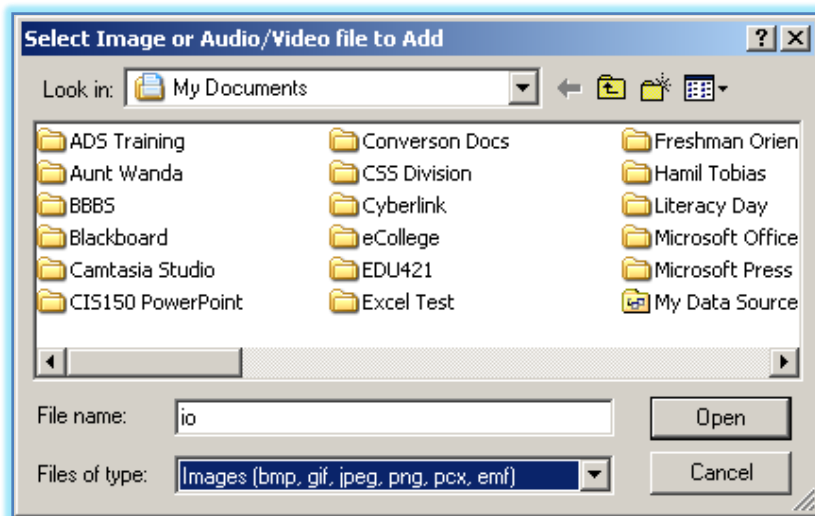 Select Image or Audio/Video file to Add
Look in: My Documents
ADS Training
Aunt Wanda
BBBS
Blackboard
Camtasia Studio
CIS150 PowerPoint
Converson Docs
CSS Division
Cyberlink
eCollege
EDU421
Excel Test
Freshman Orien
Hamil Tobias
Literacy Day
Microsoft Office
Microsoft Press
My Data Source
File name: io
Open
Files of type: Images (bmp, gif, jpeg, png, pcx, emf)
Cancel